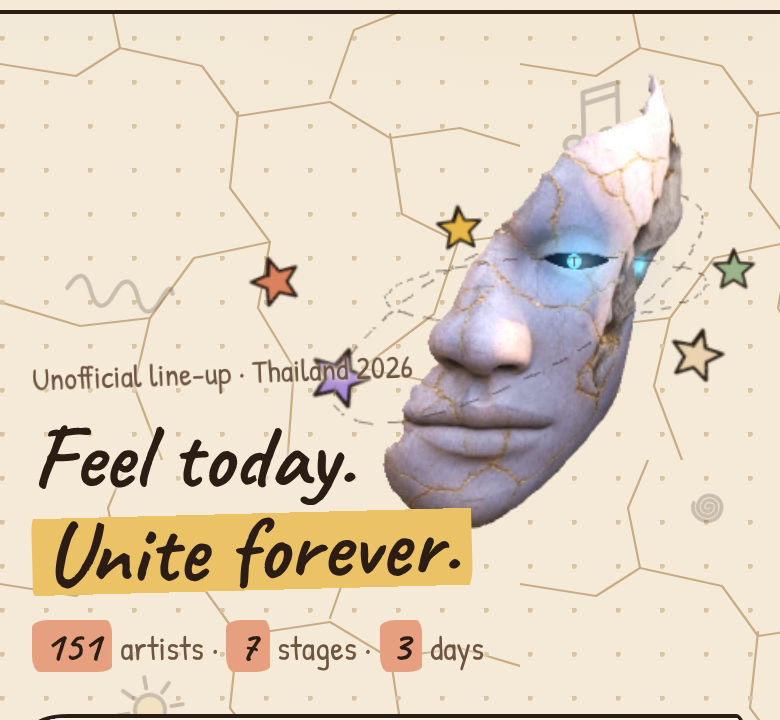 Unofficial line-up · Thailand 2026
Feel today.
Unite forever.
151 artists · 7 stages · 3 days